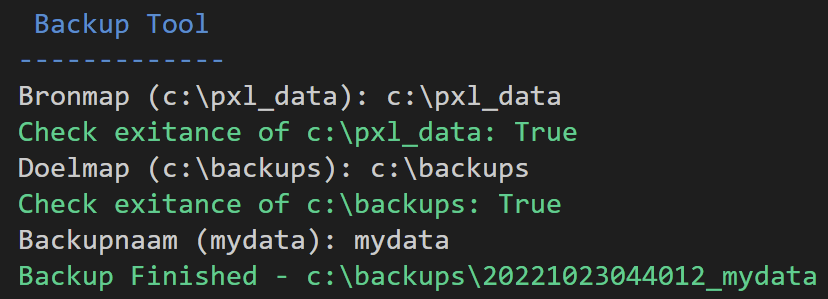 Backup Tool
-------------
Bronmap (c:\pxl_data): c:\pxl_data
Check exitance of c:\pxl_data: True
Doelmap (c:\backups): c:\backups
Check exitance of c:\backups: True
Backupnaam (mydata): mydata
Backup Finished - c:\backups\20221023044012_mydata